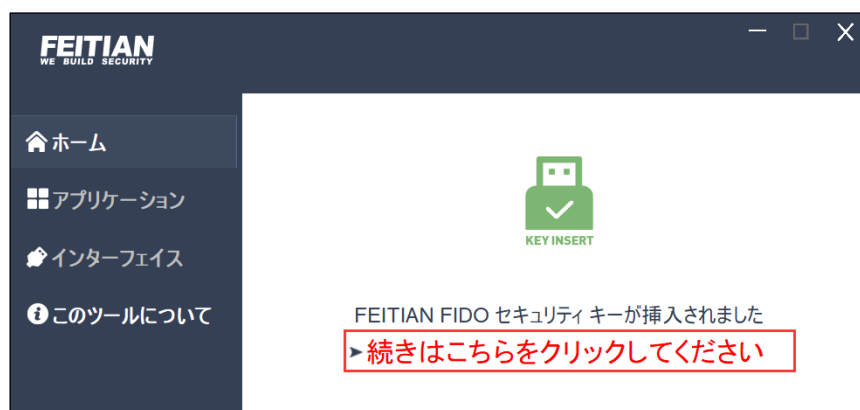 FEITIAN
WE BUILD SECURITY
ホーム
アプリケーション
インターフェイス
このツールについて
KEY INSERT
FEITIAN FIDO セキュリティ キーが挿入されました
➤続きはこちらをクリックしてください